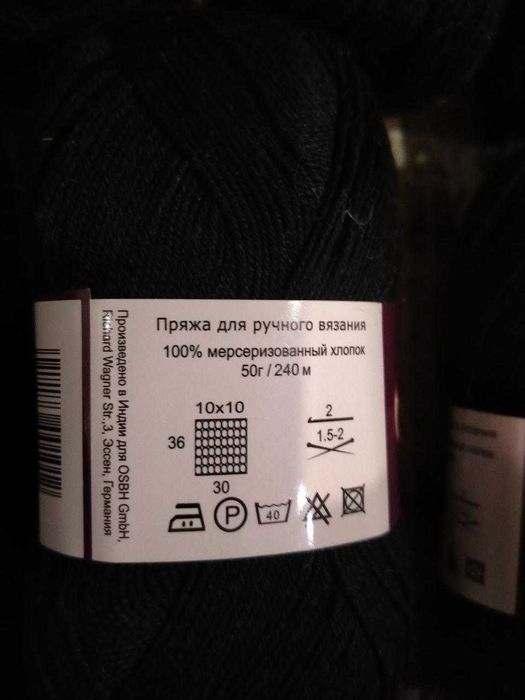 Пряжа для ручного вязания
100% мерсеризованный хлопок
50г / 240 м
10x10
36
30
2
1.5-2
P
40
Произведено в Индии для OSBH GmbH,
Richard Wagner Str.,3, Эссен, Германия